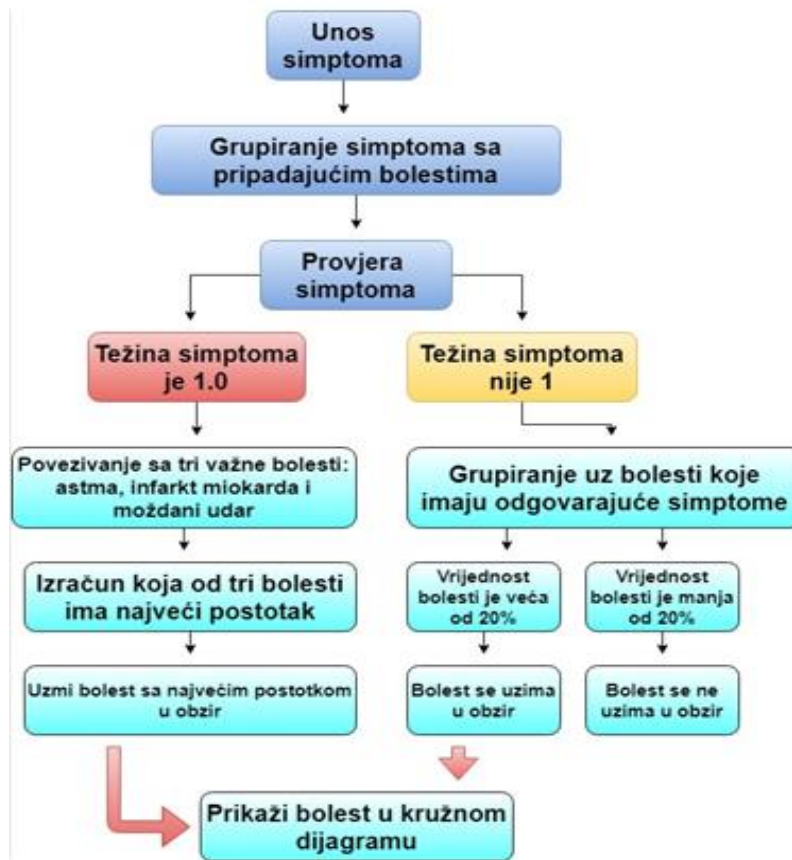 Unos
simptoma
Grupiranje simptoma sa
pripadajućim bolestima
Provjera
simptoma
Težina simptoma
je 1.0
Težina simptoma
nije 1
Povezivanje sa tri važne bolesti:
astma, infarkt miokarda i
moždani udar
Grupiranje uz bolesti koje
imaju odgovarajuće simptome
Izračun koja od tri bolesti
ima najveći postotak
Vrijednost
bolesti je veća
od 20%
Vrijednost
bolesti je manja
od 20%
Uzmi bolest sa najvećim postotkom
u obzir
Bolest se uzima
u obzir
Bolest se ne
uzima u obzir
Prikaži bolest u kružnom
dijagramu